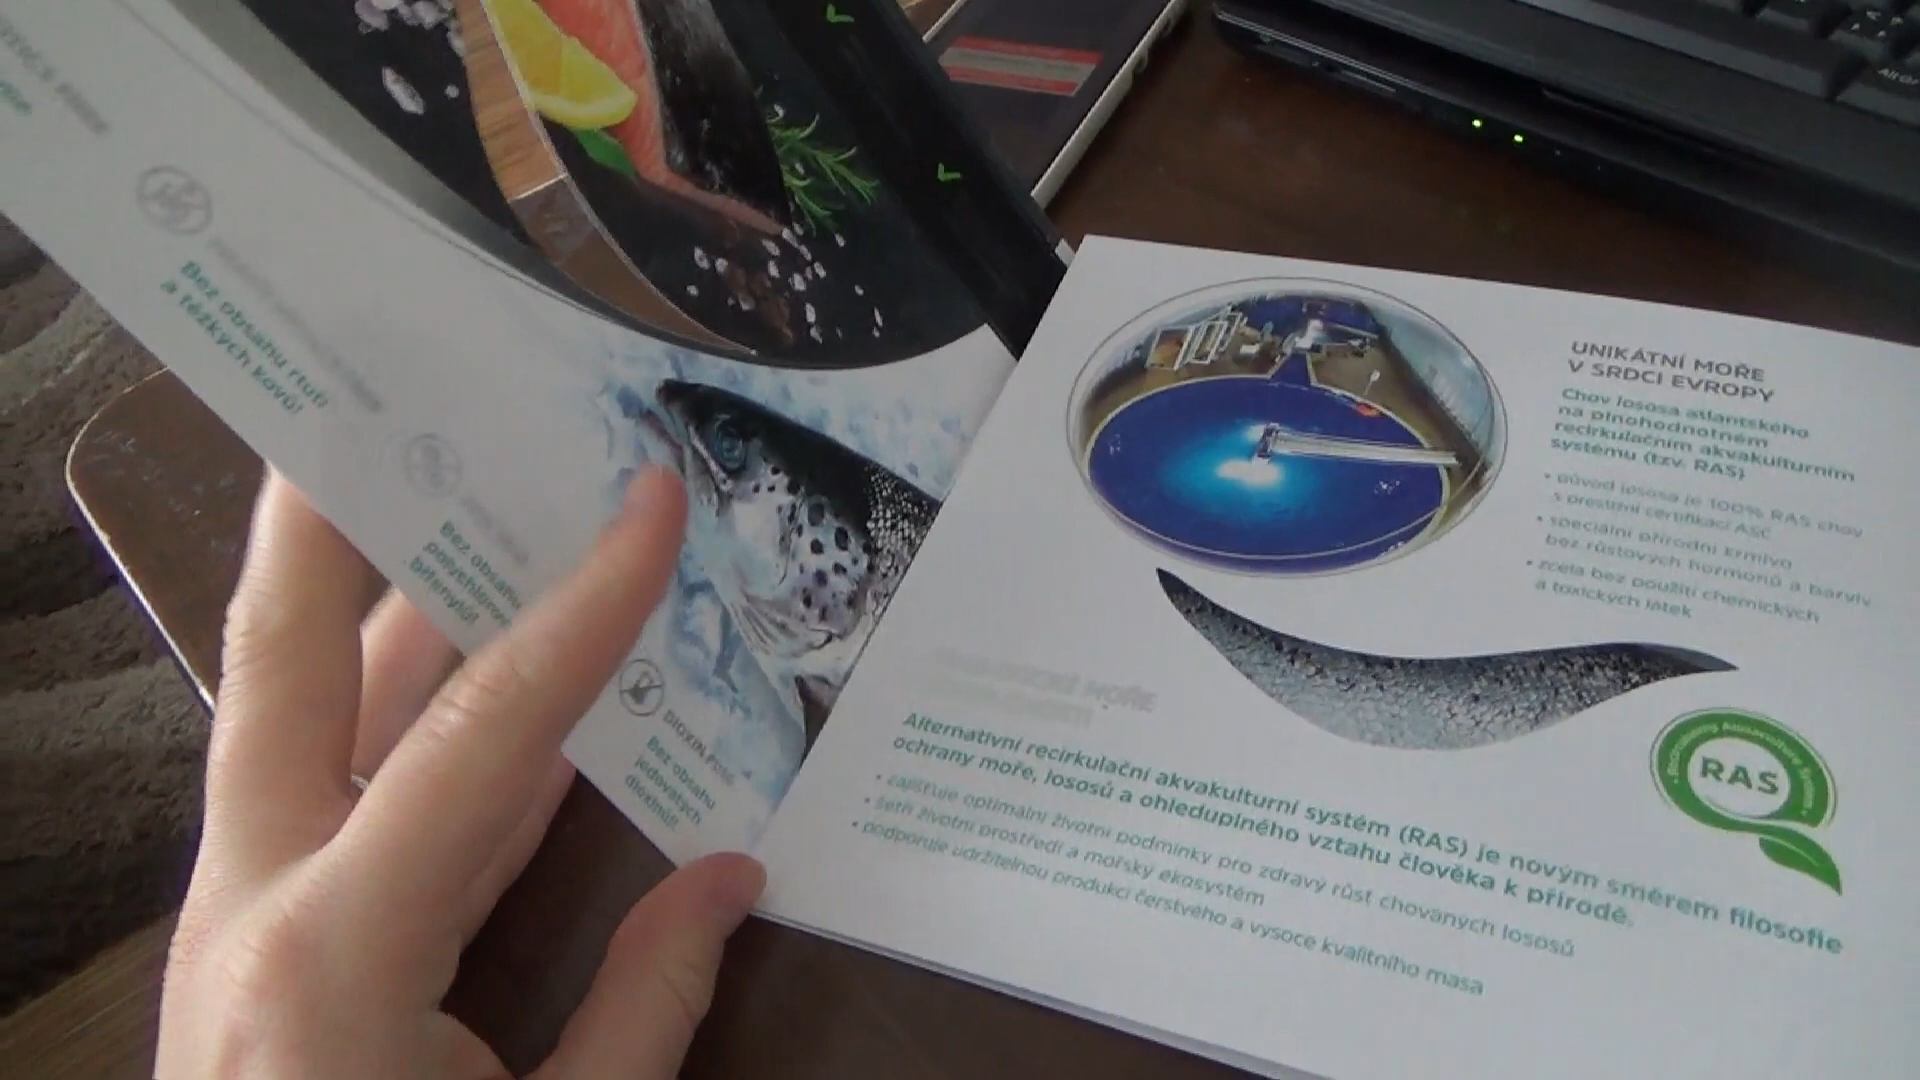 Bez obsahu rtuti
a těžkých kovů!
Bez obsahu
DIOXIN FREE
Bez obsahu
jedovatých
dioxinů!!
UNIKÁTNÍ MOŘE
V SRDCI EVROPY
Chov lososa atlantského
na plnohodnotném
recirkulačním akvakulturním
systému (tzv. RAS)
• původ lososa je 100% RAS chov
s prestižní certifikací ASC
• speciální přírodní krmivo
bez růstových hormonů a barviv
• zcela bez použití chemických
a toxických látek
MOŘE
RAS
Alternativní recirkulační akvakulturní systém (RAS) je novým směrem filosofie
ochrany moře, lososů a ohleduplného vztahu člověka k přírodě.
• zajišťuje optimální životní podmínky pro zdravý růst chovaných lososů
• šetří životní prostředí a mořský ekosystém
• podporuje udržitelnou produkci čerstvého a vysoce kvalitního masa